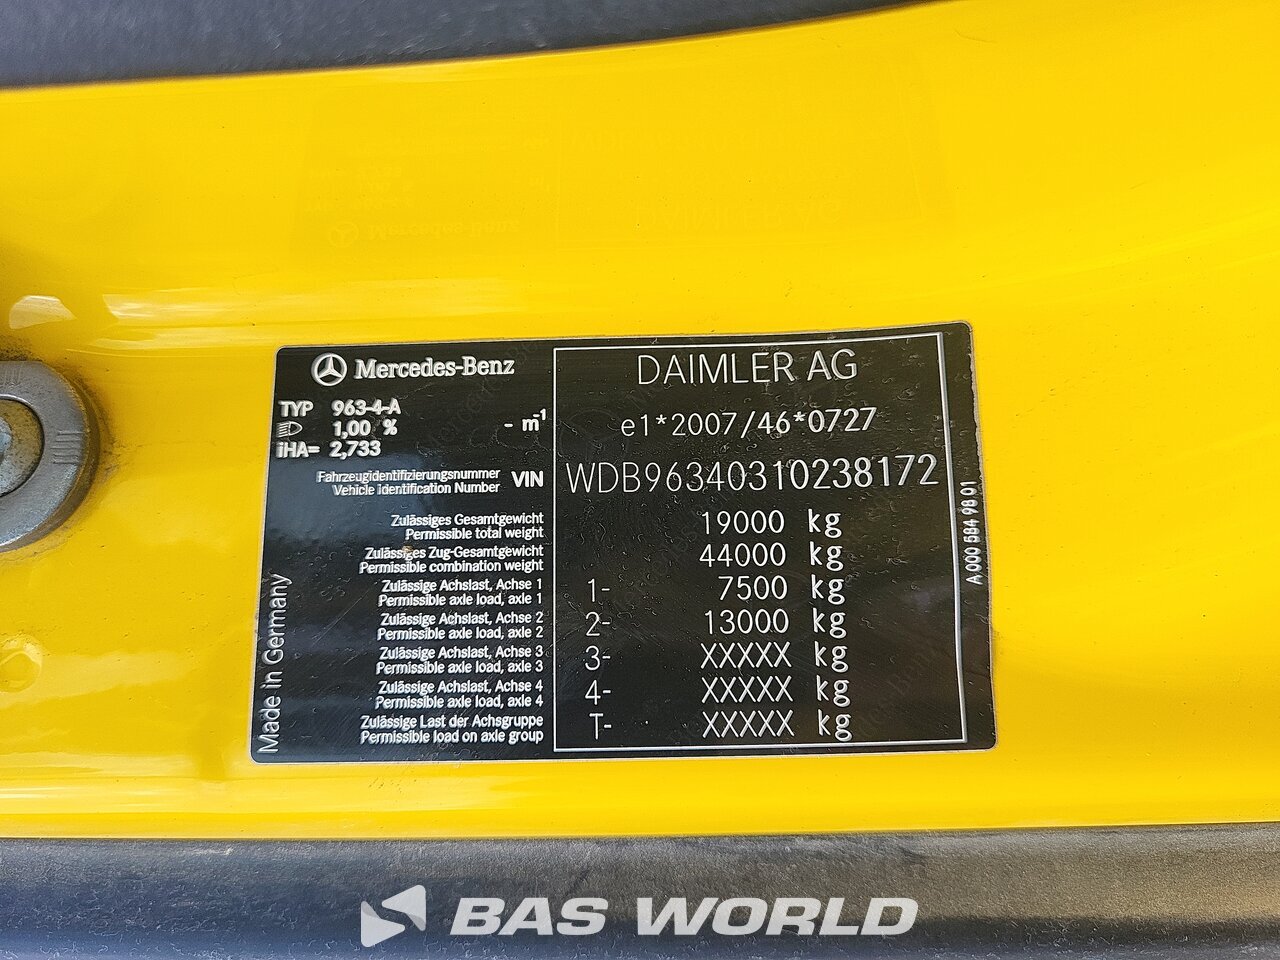 Mercedes-Benz
TYP 963-4-A
1,00 % - m-1
iHA= 2,733
DAIMLER AG
e1*2007/46*0727
Fahrzeugidentifizierungsnummer
Vehicle Identification Number VIN WDB96340310238172
Zulässiges Gesamtgewicht
Permissible total weight 19000 kg
Zulässiges Zug-Gesamtgewicht
Permissible combination weight 44000 kg
Zulässige Achslast, Achse 1
Permissible axle load, axle 1 1- 7500 kg
Zulässige Achslast, Achse 2
Permissible axle load, axle 2 2- 13000 kg
Zulässige Achslast, Achse 3
Permissible axle load, axle 3 3- XXXXX kg
Zulässige Achslast, Achse 4
Permissible axle load, axle 4 4- XXXXX kg
Zulässige Last der Achsgruppe
Permissible load on axle group T- XXXXX kg
Made in Germany
A 000 584 98 01
BAS WORLD